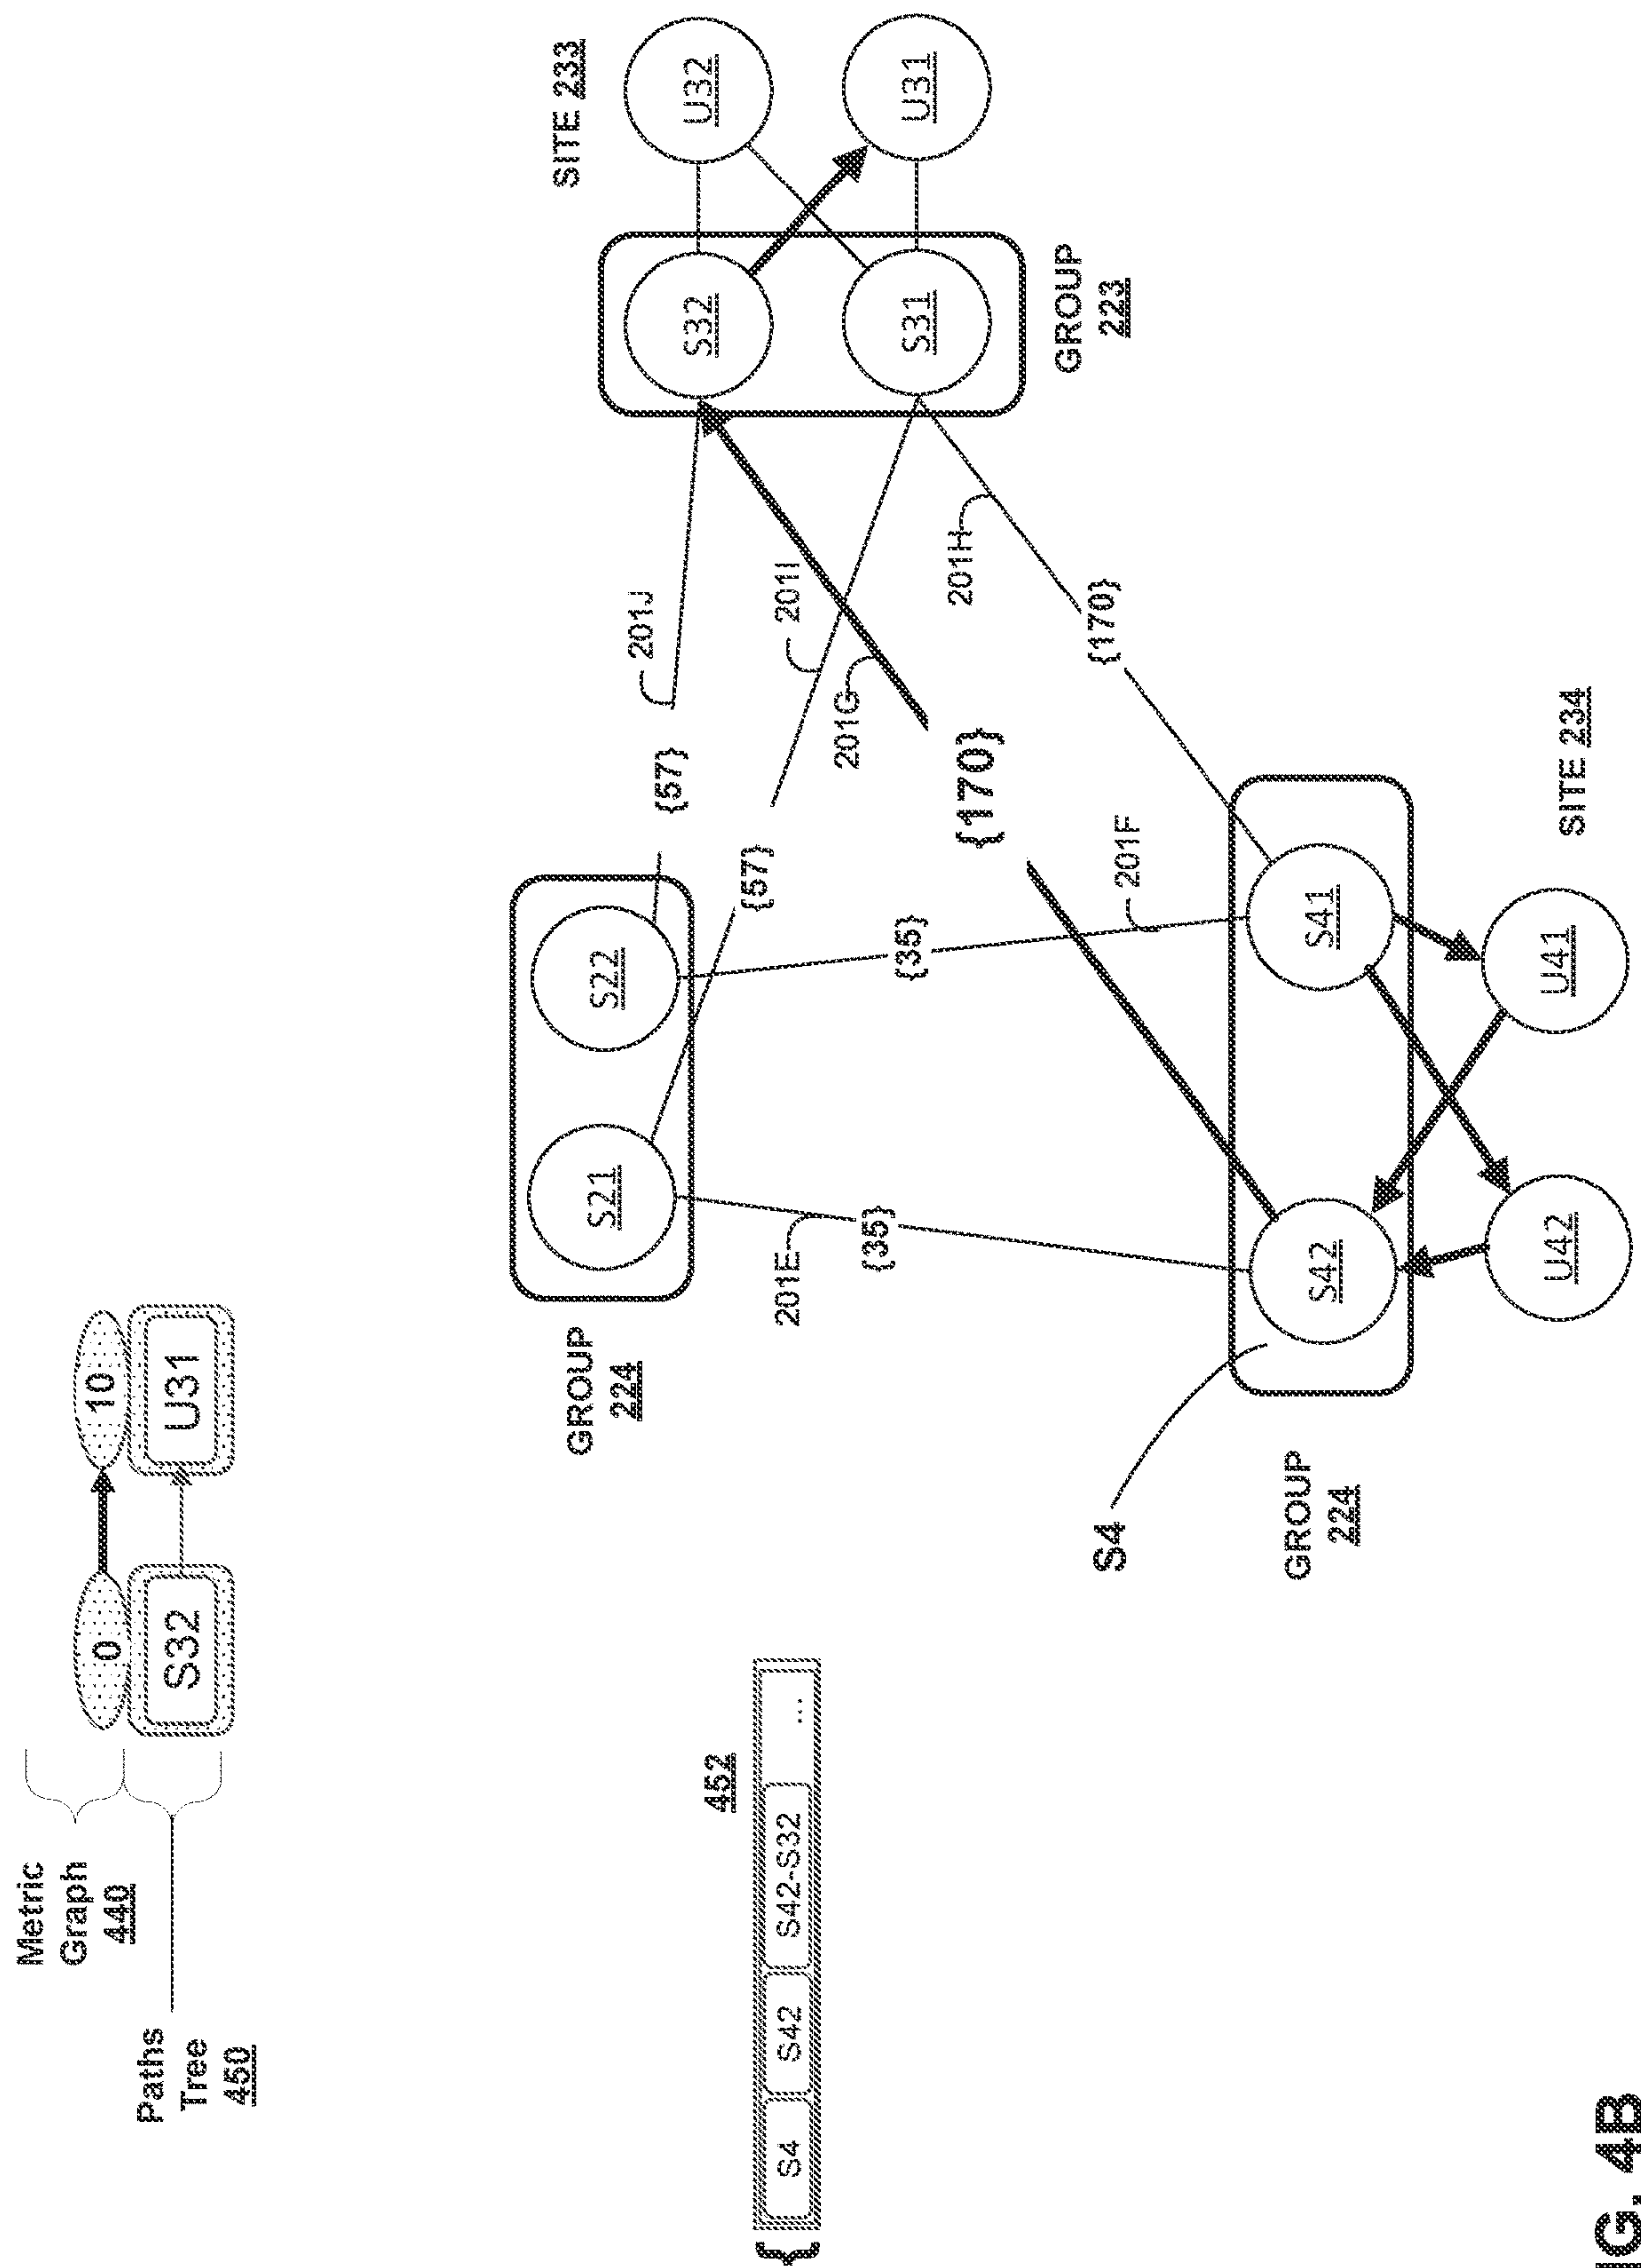 Metric
Graph
440
Paths
Tree
450
0
10
S32
U31
452
{
S4
S42
S42-S32
...
GROUP
224
S21
S22
{57}
201J
{57}
201I
201G
{170}
201E
{35}
{35}
201F
201H
{170}
SITE 233
S32
U32
S31
U31
GROUP
223
S4
GROUP
224
S42
S41
U42
U41
SITE 234
IG. 4B